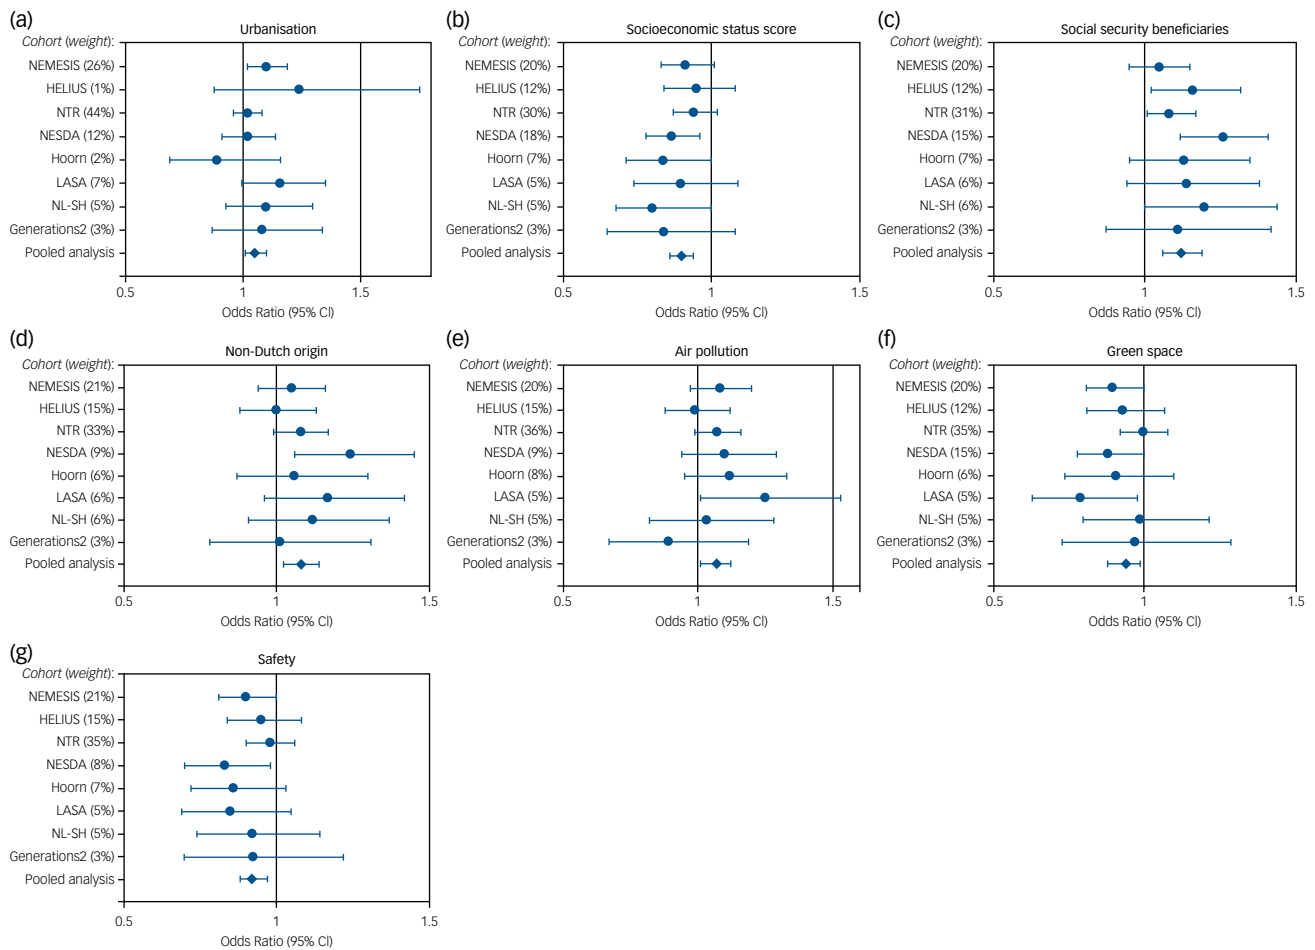 (a)
Urbanisation
Cohort (weight):
NEMESIS (26%)
HELIUS (1%)
NTR (44%)
NESDA (12%)
Hoorn (2%)
LASA (7%)
NL-SH (5%)
Generations2 (3%)
Pooled analysis
0.5 1 1.5
Odds Ratio (95% CI)
(b)
Socioeconomic status score
Cohort (weight):
NEMESIS (20%)
HELIUS (12%)
NTR (30%)
NESDA (18%)
Hoorn (7%)
LASA (5%)
NL-SH (5%)
Generations2 (3%)
Pooled analysis
0.5 1 1.5
Odds Ratio (95% CI)
(c)
Social security beneficiaries
Cohort (weight):
NEMESIS (20%)
HELIUS (12%)
NTR (31%)
NESDA (15%)
Hoorn (7%)
LASA (6%)
NL-SH (6%)
Generations2 (3%)
Pooled analysis
0.5 1 1.5
Odds Ratio (95% CI)
(d)
Non-Dutch origin
Cohort (weight):
NEMESIS (21%)
HELIUS (15%)
NTR (33%)
NESDA (9%)
Hoorn (6%)
LASA (6%)
NL-SH (6%)
Generations2 (3%)
Pooled analysis
0.5 1 1.5
Odds Ratio (95% CI)
(e)
Air pollution
Cohort (weight):
NEMESIS (20%)
HELIUS (15%)
NTR (36%)
NESDA (9%)
Hoorn (8%)
LASA (5%)
NL-SH (5%)
Generations2 (3%)
Pooled analysis
0.5 1 1.5
Odds Ratio (95% CI)
(f)
Green space
Cohort (weight):
NEMESIS (20%)
HELIUS (12%)
NTR (35%)
NESDA (15%)
Hoorn (6%)
LASA (5%)
NL-SH (5%)
Generations2 (3%)
Pooled analysis
0.5 1 1.5
Odds Ratio (95% CI)
(g)
Safety
Cohort (weight):
NEMESIS (21%)
HELIUS (15%)
NTR (35%)
NESDA (8%)
Hoorn (7%)
LASA (5%)
NL-SH (5%)
Generations2 (3%)
Pooled analysis
0.5 1 1.5
Odds Ratio (95% CI)